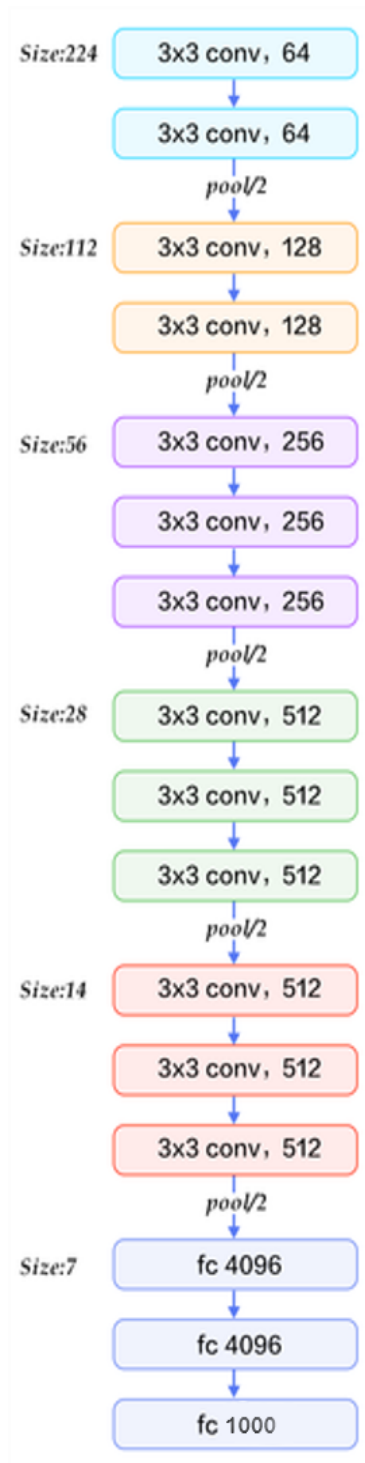 Size:224 3x3 conv, 64
3x3 conv, 64
pool/2
Size:112 3x3 conv, 128
3x3 conv, 128
pool/2
Size:56 3x3 conv, 256
3x3 conv, 256
3x3 conv, 256
pool/2
Size:28 3x3 conv, 512
3x3 conv, 512
3x3 conv, 512
pool/2
Size:14 3x3 conv, 512
3x3 conv, 512
3x3 conv, 512
pool/2
Size:7 fc 4096
fc 4096
fc 1000